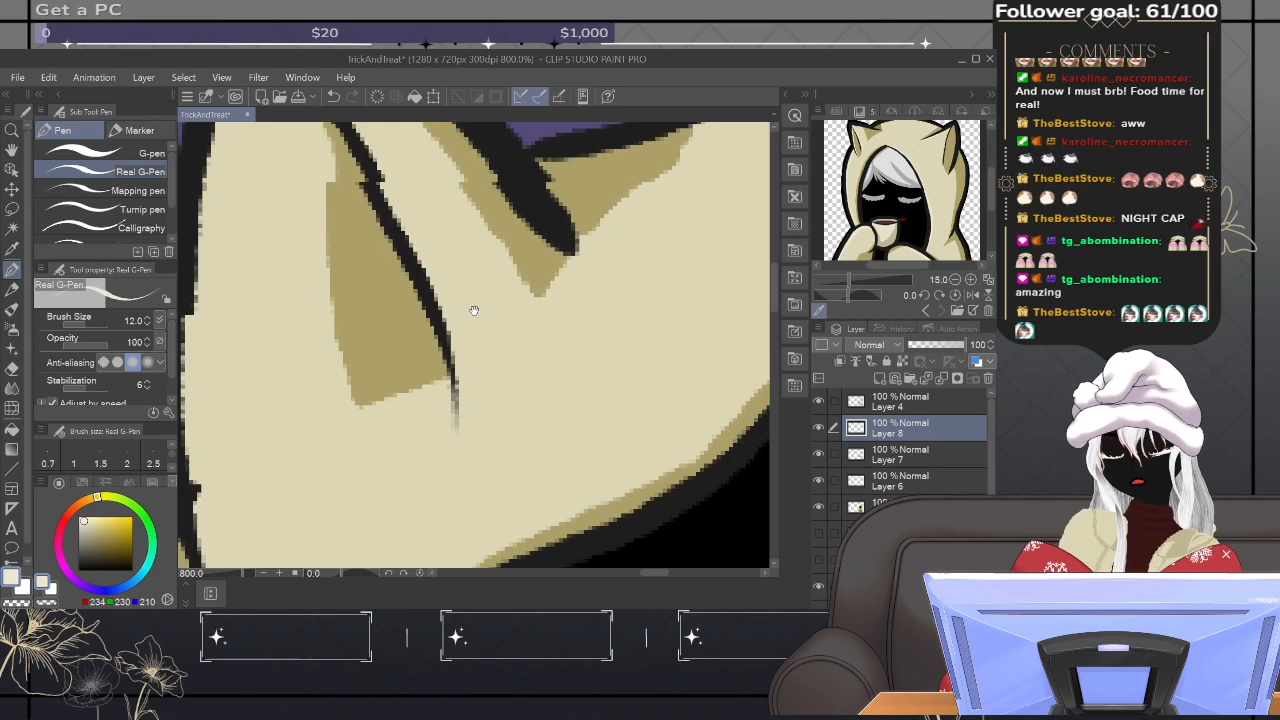 Get a PC
0
$20
$1,000
Follower goal: 61/100
- COMMENTS -
karoline_necromancer:
And now I must brb! Food time for
real!
TheBestStove: aww
karoline_necromancer:
TheBestStove:
TheBestStove: NIGHT CAP
tg_abombination:
tg_abombination:
amazing
TheBestStove:
TrickAndTreat* (1280 x 720px 300dpi 800.0%) - CLIP STUDIO PAINT PRO
File Edit Animation Layer Select View Filter Window Help
Sub Tool Pen
TrickAndTreat*
Pen
Marker
G-pen
Real G-Pen
Mapping pen
Turnip pen
Calligraphy
Tool property: Real G-Pen
Real G-Pen
Brush Size 12.0
Opacity 100
Anti-aliasing
Stabilization 6
Adjust by speed
Brush size: Real G-Pen
0.7 1 1.5 2 2.5
234 230 210
800.0
0.0
15.0
0.0
Layer
History
Auto Action
Normal
100
100 % Normal
Layer 4
100 % Normal
Layer 8
100 % Normal
Layer 7
100 % Normal
Layer 6